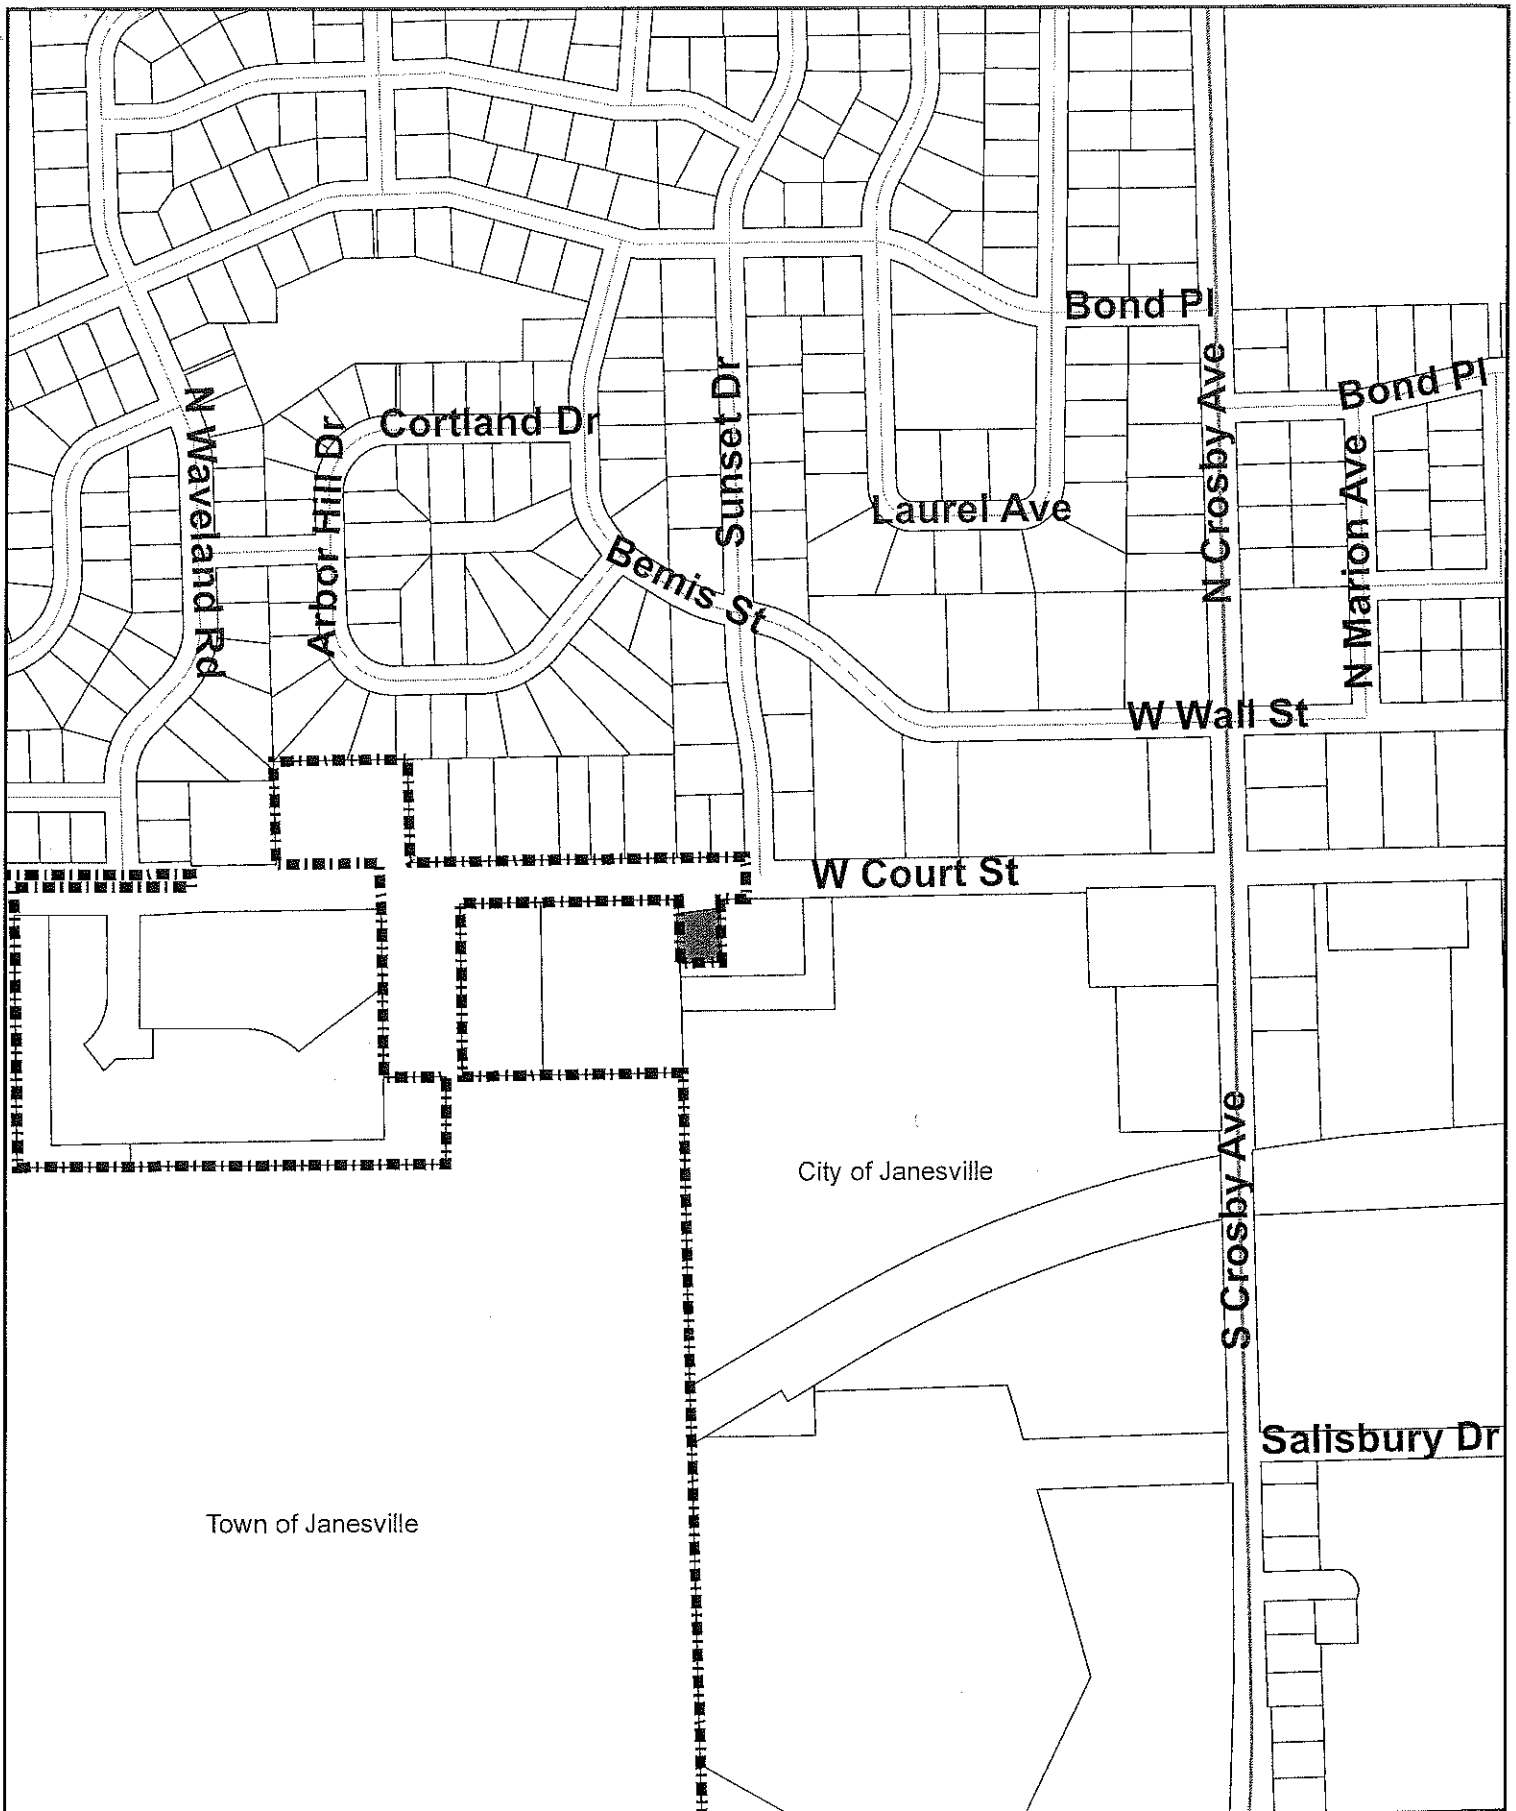 Bond Pl
Bond Pl
N Crosby Ave
Cortland Dr
Sunset Dr
N Waveland Rd
Arbor Hill Dr
Laurel Ave
N Marion Ave
Bemis St
W Wall St
W Court St
City of Janesville
S Crosby Ave
Salisbury Dr
Town of Janesville